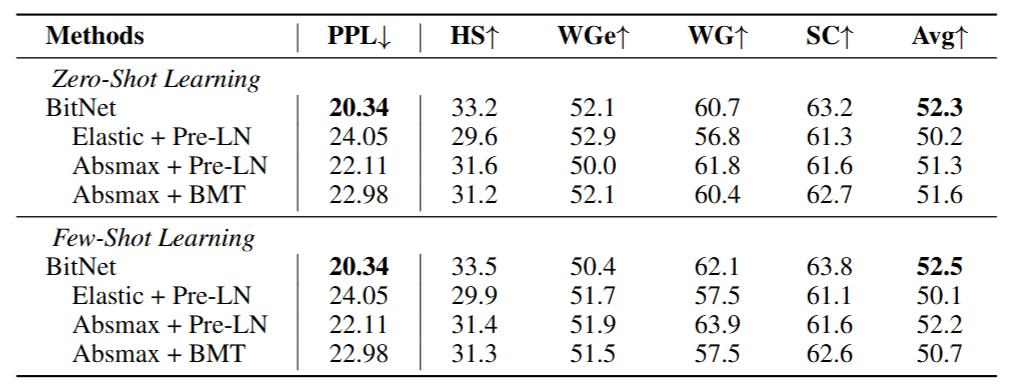 Methods PPL↓ HS↑ WGe↑ WG↑ SC↑ Avg↑
Zero-Shot Learning
BitNet 20.34 33.2 52.1 60.7 63.2 52.3
Elastic + Pre-LN 24.05 29.6 52.9 56.8 61.3 50.2
Absmax + Pre-LN 22.11 31.6 50.0 61.8 61.6 51.3
Absmax + BMT 22.98 31.2 52.1 60.4 62.7 51.6
Few-Shot Learning
BitNet 20.34 33.5 50.4 62.1 63.8 52.5
Elastic + Pre-LN 24.05 29.9 51.7 57.5 61.1 50.1
Absmax + Pre-LN 22.11 31.4 51.9 63.9 61.6 52.2
Absmax + BMT 22.98 31.3 51.5 57.5 62.6 50.7